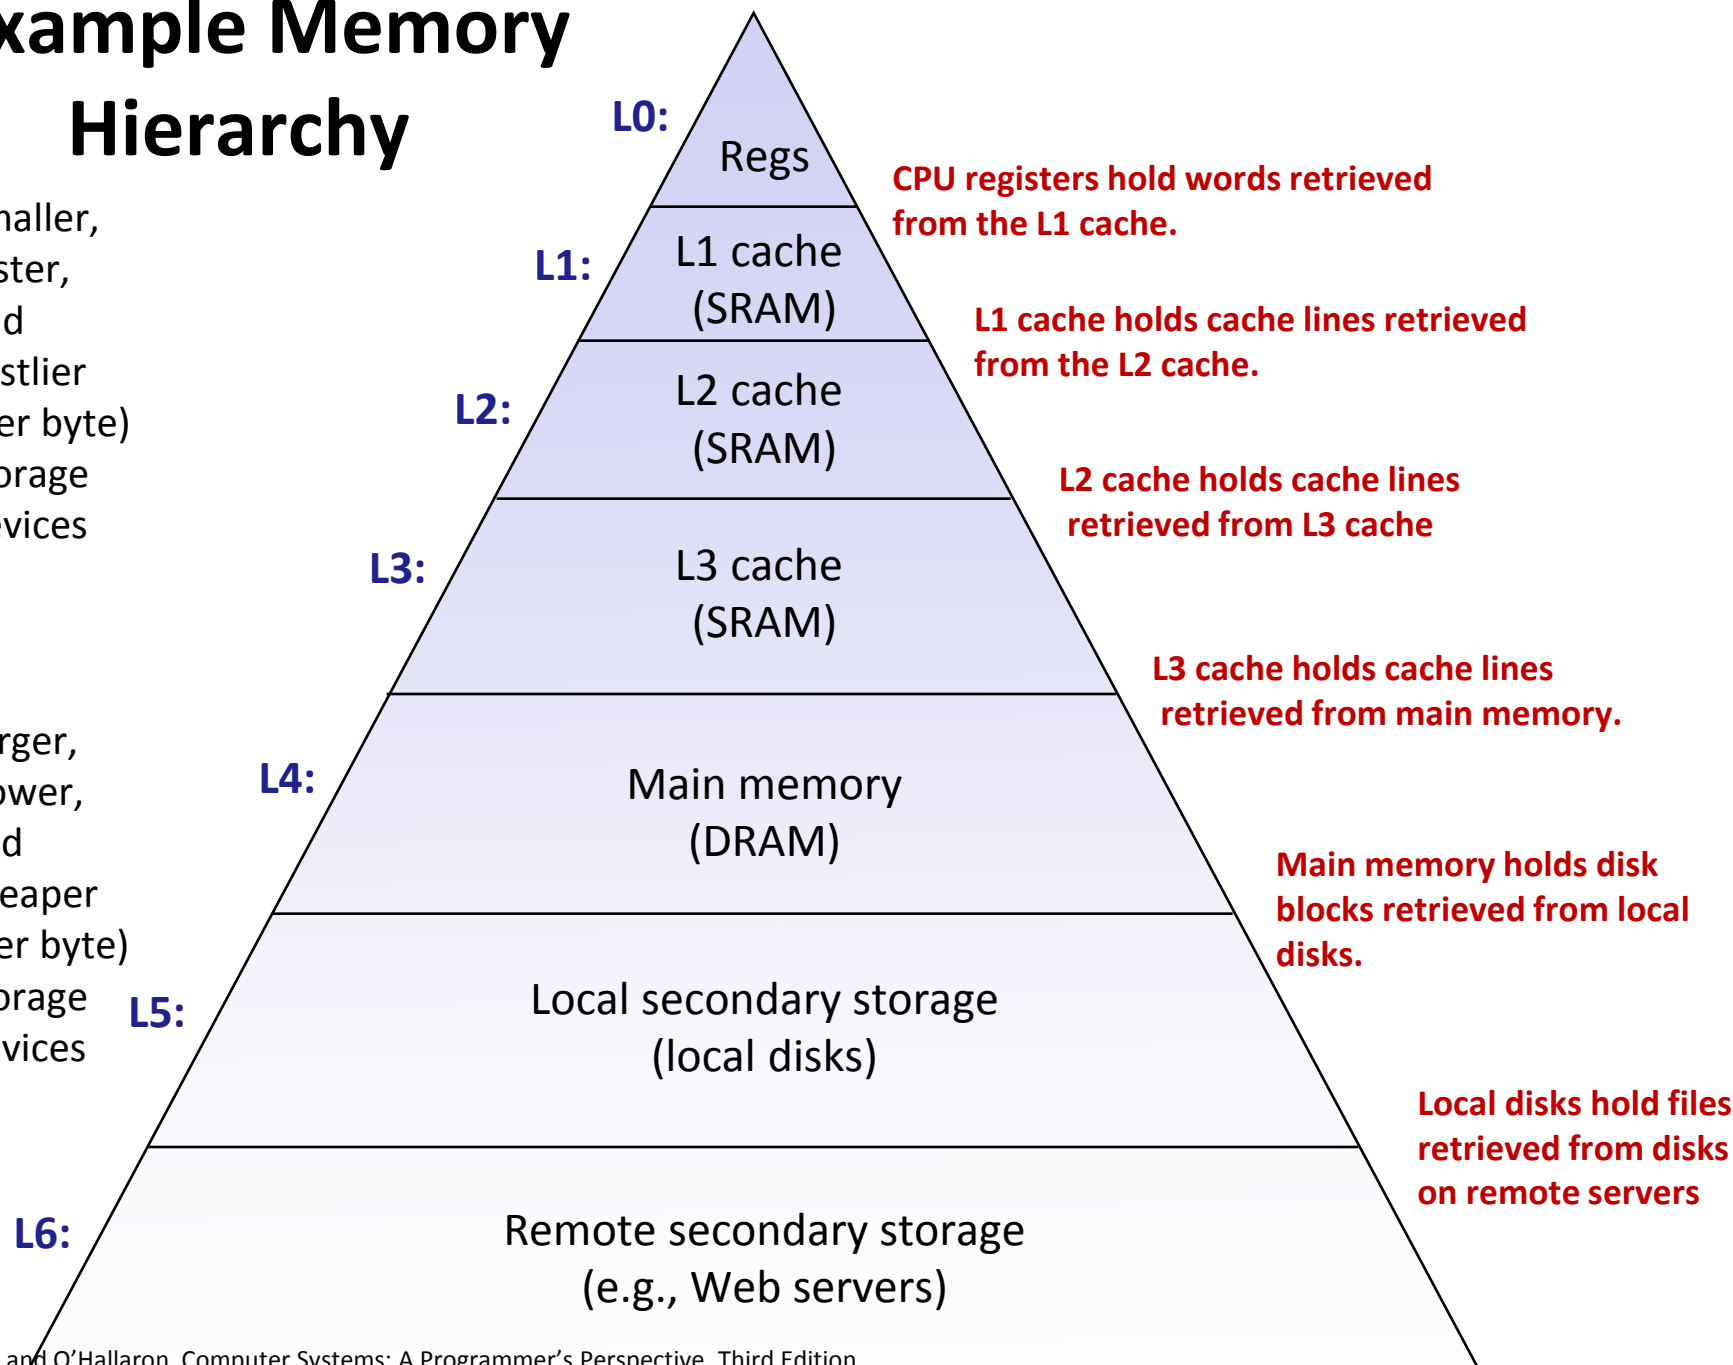 xample Memory
Hierarchy
maller,
ster,
d
stlier
er byte)
orage
evices
rger,
ower,
d
eaper
er byte)
orage
vices
L0:
Regs
CPU registers hold words retrieved
from the L1 cache.
L1:
L1 cache
(SRAM)
L1 cache holds cache lines retrieved
from the L2 cache.
L2:
L2 cache
(SRAM)
L2 cache holds cache lines
retrieved from L3 cache
L3:
L3 cache
(SRAM)
L3 cache holds cache lines
retrieved from main memory.
L4:
Main memory
(DRAM)
Main memory holds disk
blocks retrieved from local
disks.
L5:
Local secondary storage
(local disks)
Local disks hold files
retrieved from disks
on remote servers
L6:
Remote secondary storage
(e.g., Web servers)
and O’Hallaron, Computer Systems: A Programmer’s Perspective, Third Edition